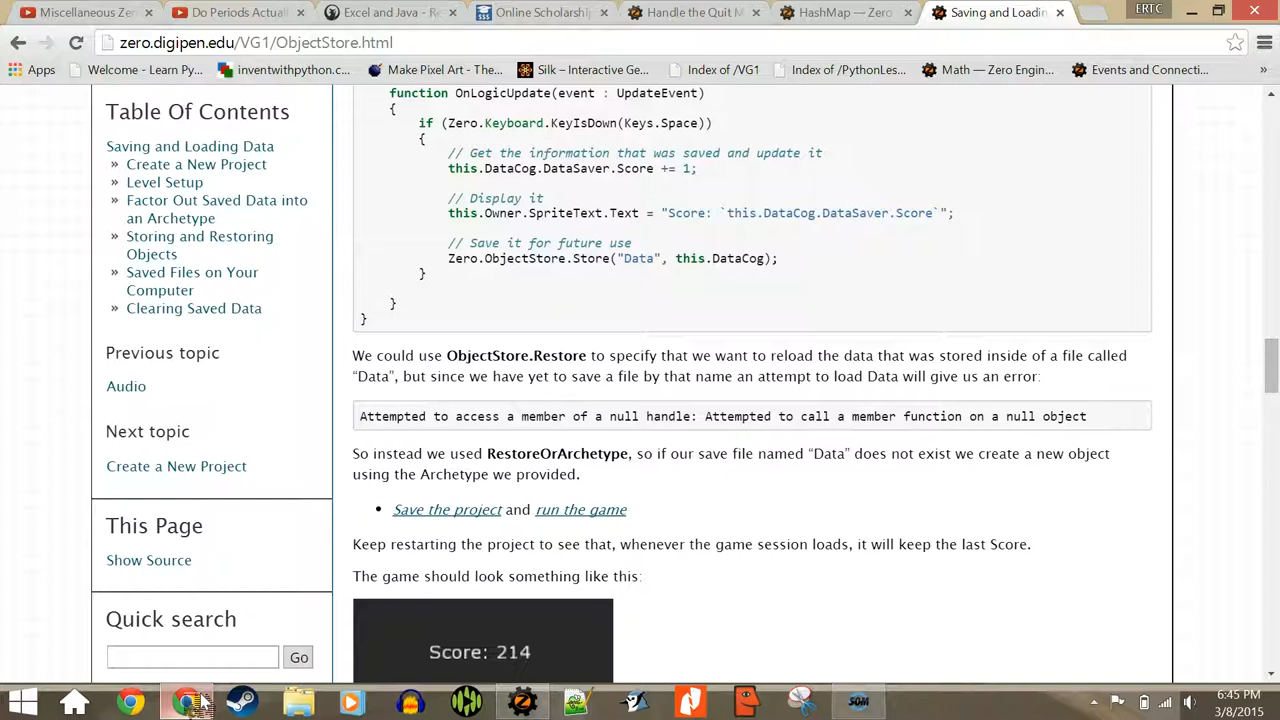 Miscellaneous Zer
Do Periods Actuall
Excel and Java - Re
Online Scholarship
Handle the Quit M
HashMap — Zero
Saving and Loadin
ERTC
zero.digipen.edu/VG1/ObjectStore.html
Apps
Welcome - Learn Py...
inventwithpython.c...
Make Pixel Art - The...
Silk – Interactive Ge...
Index of /VG1
Index of /PythonLes...
Math — Zero Engin...
Events and Connecti...
»
Table Of Contents
Saving and Loading Data
» Create a New Project
» Level Setup
» Factor Out Saved Data into
an Archetype
» Storing and Restoring
Objects
» Saved Files on Your
Computer
» Clearing Saved Data
Previous topic
Audio
Next topic
Create a New Project
This Page
Show Source
Quick search
Go
function OnLogicUpdate(event : UpdateEvent)
{
if (Zero.Keyboard.KeyIsDown(Keys.Space))
{
// Get the information that was saved and update it
this.DataCog.DataSaver.Score += 1;
// Display it
this.Owner.SpriteText.Text = "Score: `this.DataCog.DataSaver.Score`";
// Save it for future use
Zero.ObjectStore.Store("Data", this.DataCog);
}
}
}
We could use ObjectStore.Restore to specify that we want to reload the data that was stored inside of a file called
“Data”, but since we have yet to save a file by that name an attempt to load Data will give us an error:
Attempted to access a member of a null handle: Attempted to call a member function on a null object
So instead we used RestoreOrArchetype, so if our save file named “Data” does not exist we create a new object
using the Archetype we provided.
• Save the project and run the game
Keep restarting the project to see that, whenever the game session loads, it will keep the last Score.
The game should look something like this:
Score: 214
SOM
6:45 PM
3/8/2015